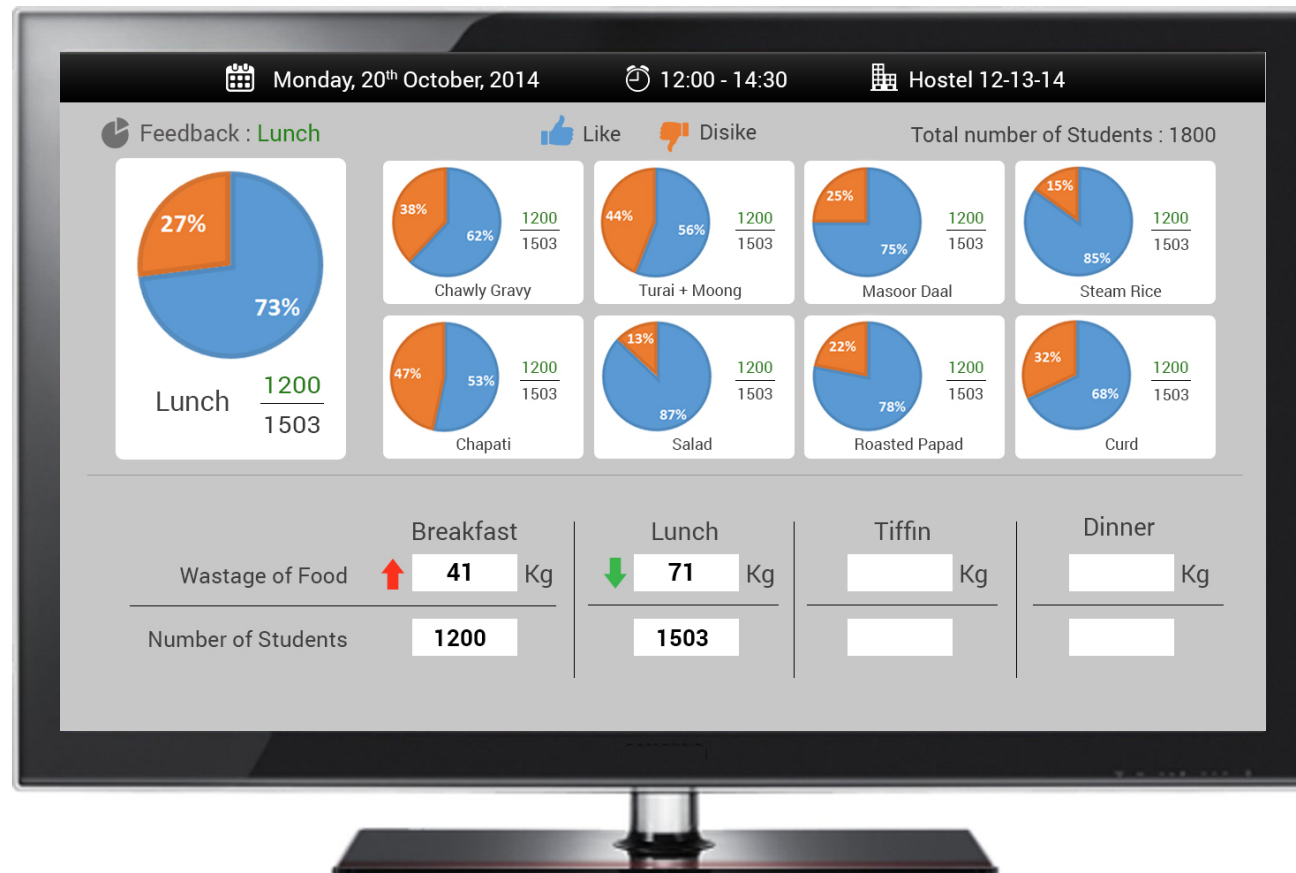 Monday, 20th October, 2014 12:00 - 14:30 Hostel 12-13-14
Feedback : Lunch Like Disike Total number of Students : 1800
27%
73%
Lunch
1200
1503
38%
62%
1200
1503
Chawly Gravy
44%
56%
1200
1503
Turai + Moong
25%
75%
1200
1503
Masoor Daal
15%
85%
1200
1503
Steam Rice
47%
53%
1200
1503
Chapati
13%
87%
1200
1503
Salad
22%
78%
1200
1503
Roasted Papad
32%
68%
1200
1503
Curd
Breakfast Lunch Tiffin Dinner
Wastage of Food 41 Kg 71 Kg Kg Kg
Number of Students 1200 1503